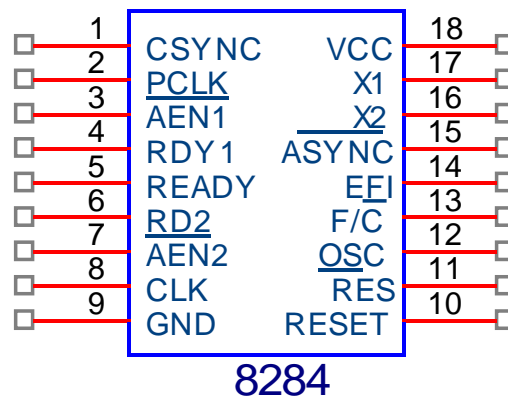 1 CSYNC VCC 18
2 PCLK X1 17
3 AEN1 X2 16
4 RDY1 ASYNC 15
5 READY EFI 14
6 RD2 F/C 13
7 AEN2 OSC 12
8 CLK RES 11
9 GND RESET 10
8284